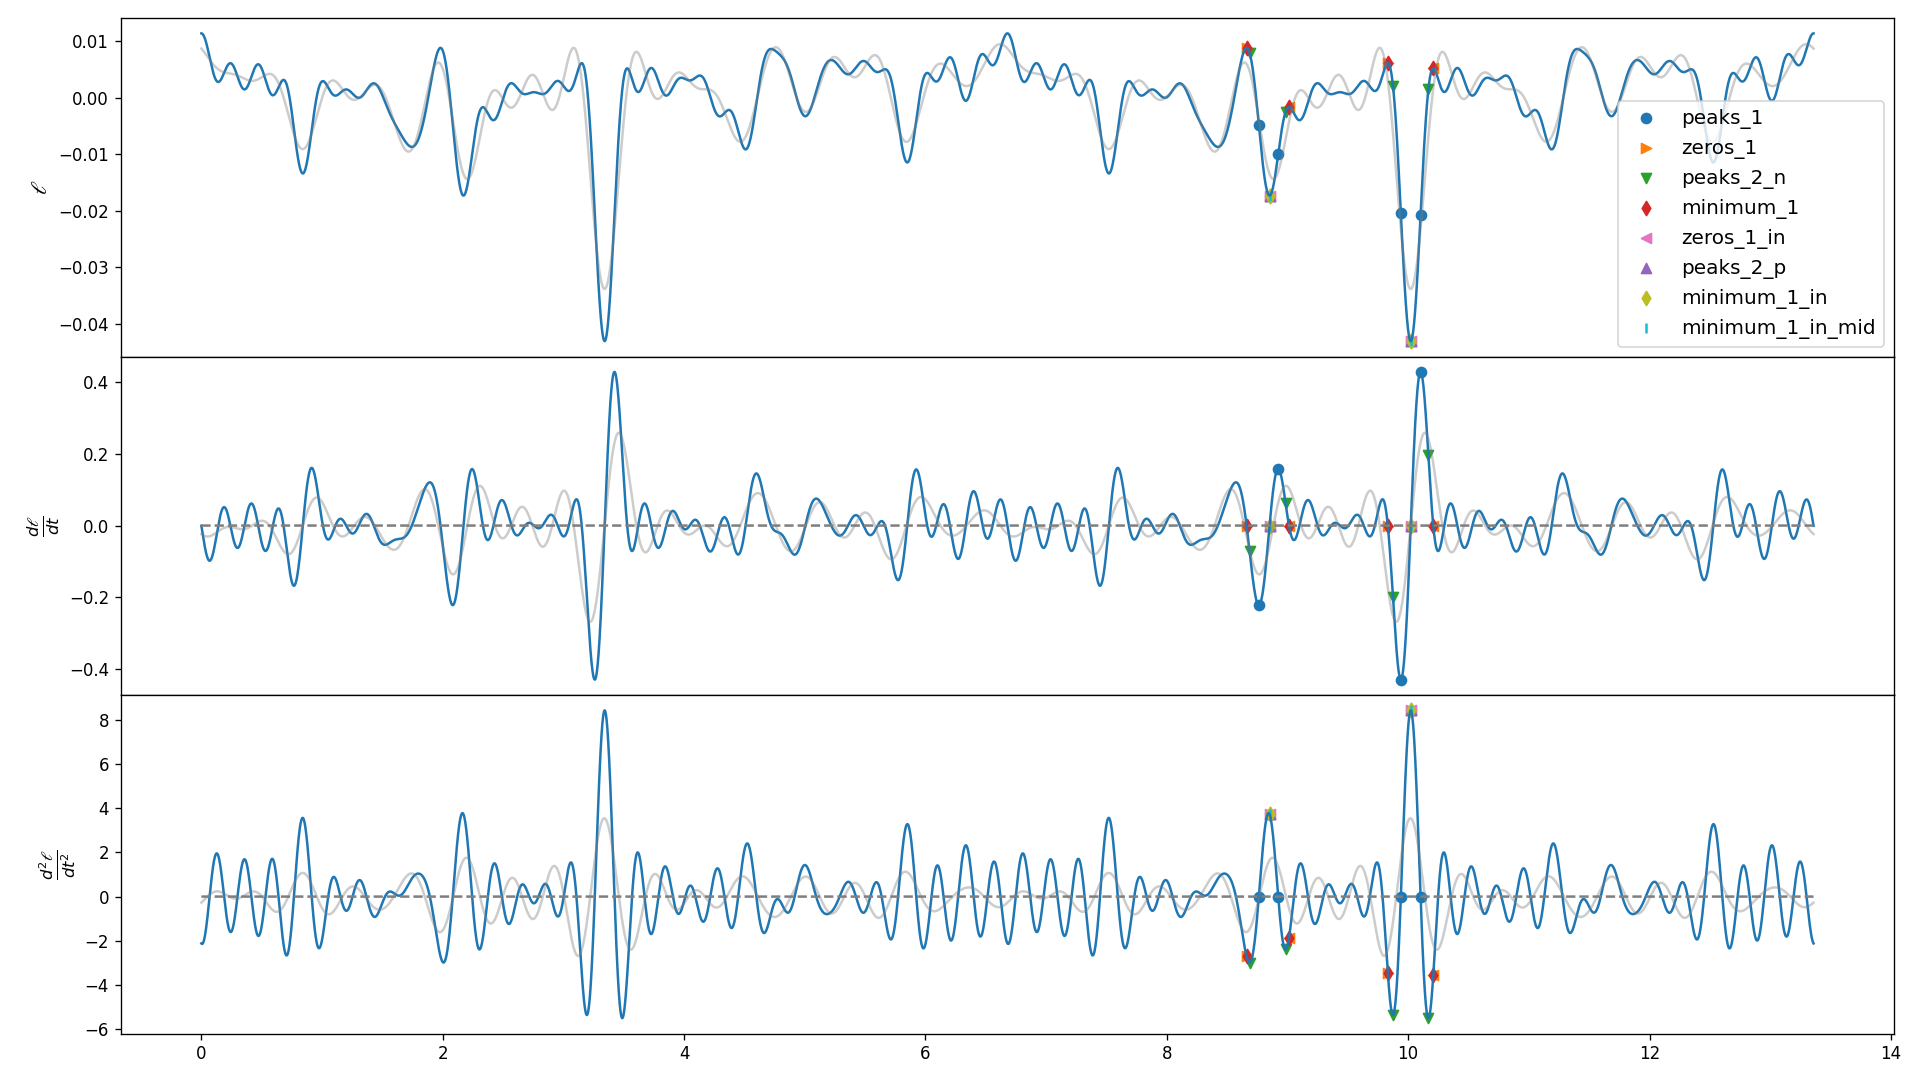 0.01
0.00
−0.01
−0.02
−0.03
−0.04
ℓ
peaks_1
zeros_1
peaks_2_n
minimum_1
zeros_1_in
peaks_2_p
minimum_1_in
minimum_1_in_mid
0.4
0.2
0.0
−0.2
−0.4
dℓ
dt
8
6
4
2
0
−2
−4
−6
d²ℓ
dt²
0 2 4 6 8 10 12 14